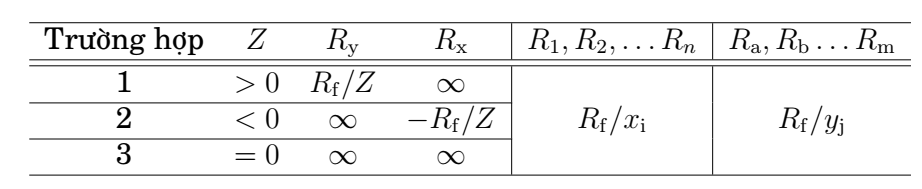 Trường hợp Z R_y R_x R_1, R_2, … R_n R_a, R_b … R_m
1 > 0 R_f/Z ∞
2 < 0 ∞ −R_f/Z R_f/x_i R_f/y_j
3 = 0 ∞ ∞